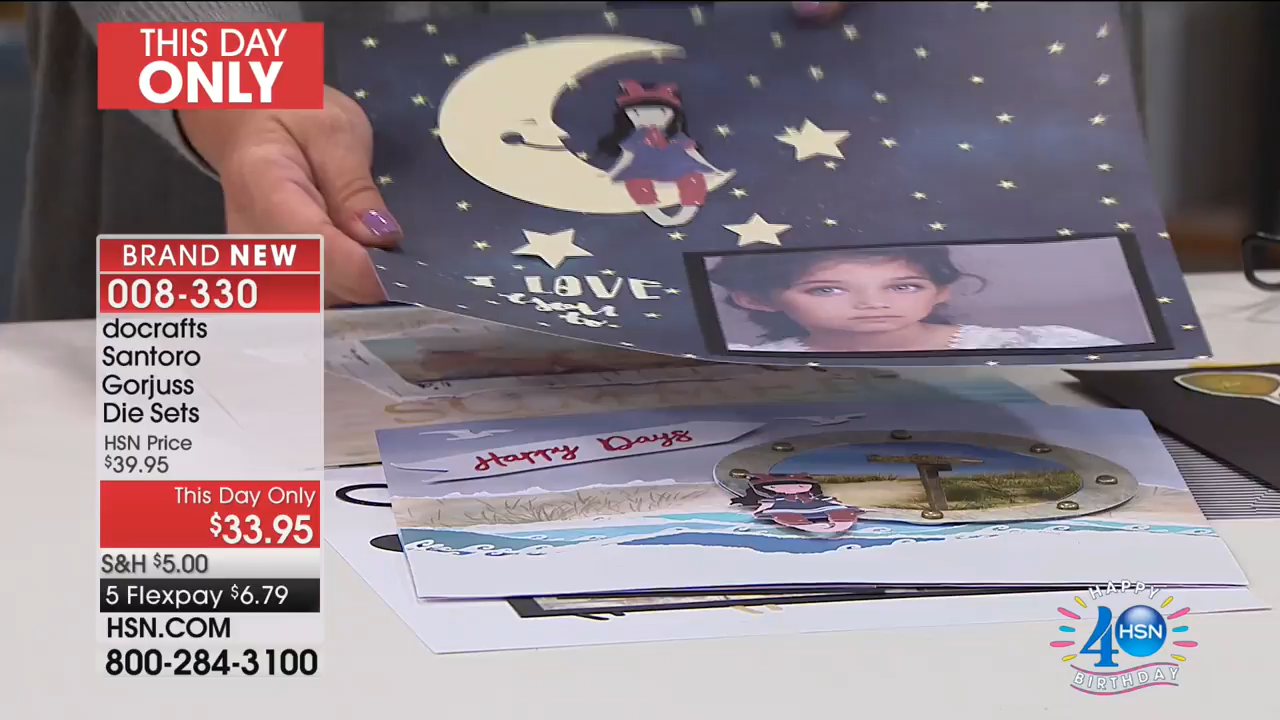 THIS DAY
ONLY
BRAND NEW
008-330
docrafts
Santoro
Gorjuss
Die Sets
HSN Price
$39.95
This Day Only
$33.95
S&H $5.00
5 Flexpay $6.79
HSN.COM
800-284-3100
I LOVE
you
to
Happy Days
HAPPY
40
HSN
BIRTHDAY